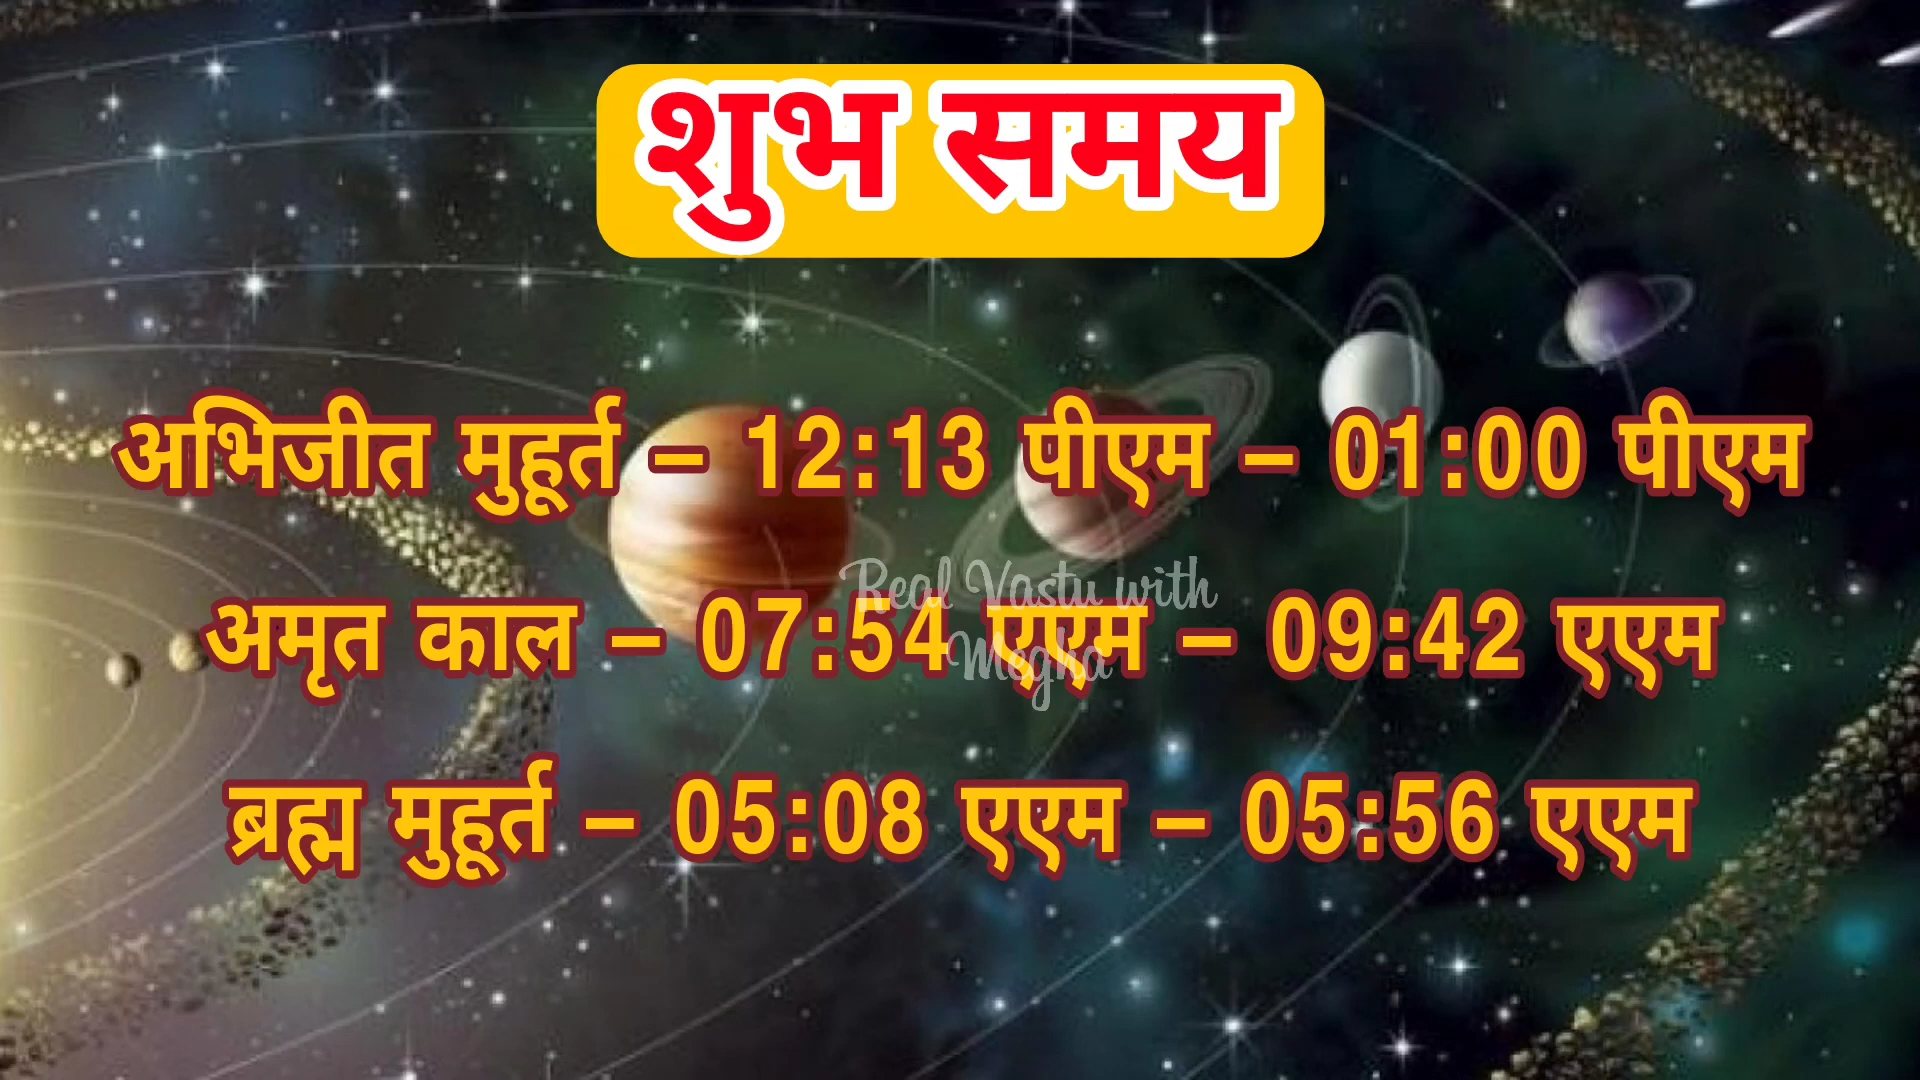 शुभ समय
अभिजीत मुहूर्त – 12:13 पीएम – 01:00 पीएम
Real Vastu with
अमृत काल – 07:54 एएम – 09:42 एएम
Megha
ब्रह्म मुहूर्त – 05:08 एएम – 05:56 एएम